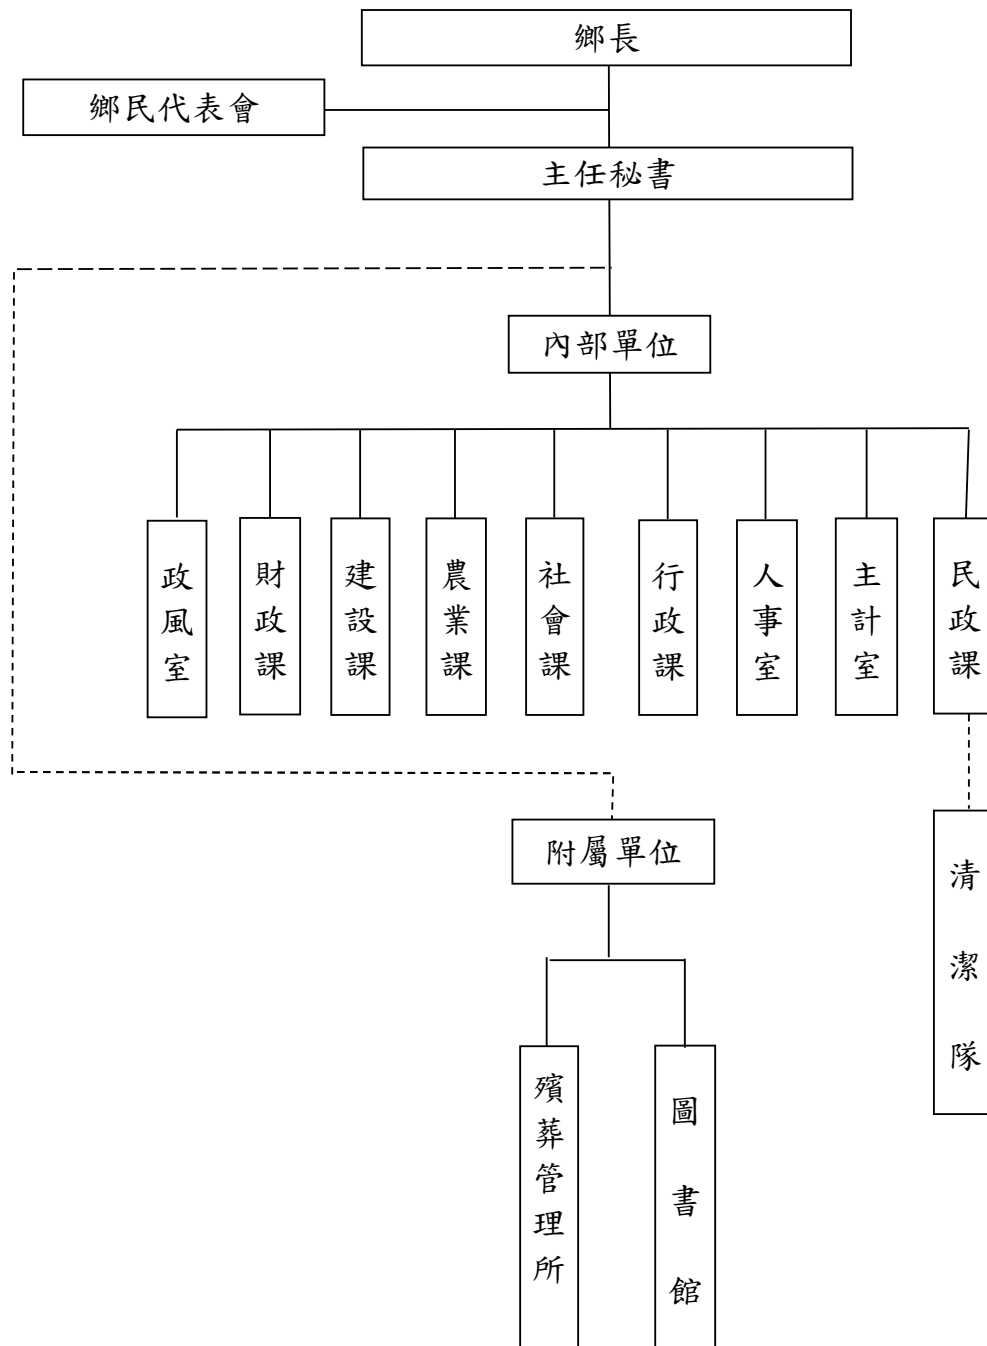 鄉長
鄉民代表會
主任秘書
內部單位
政風室
財政課
建設課
農業課
社會課
行政課
人事室
主計室
民政課
附屬單位
清潔隊
殯葬管理所
圖書館